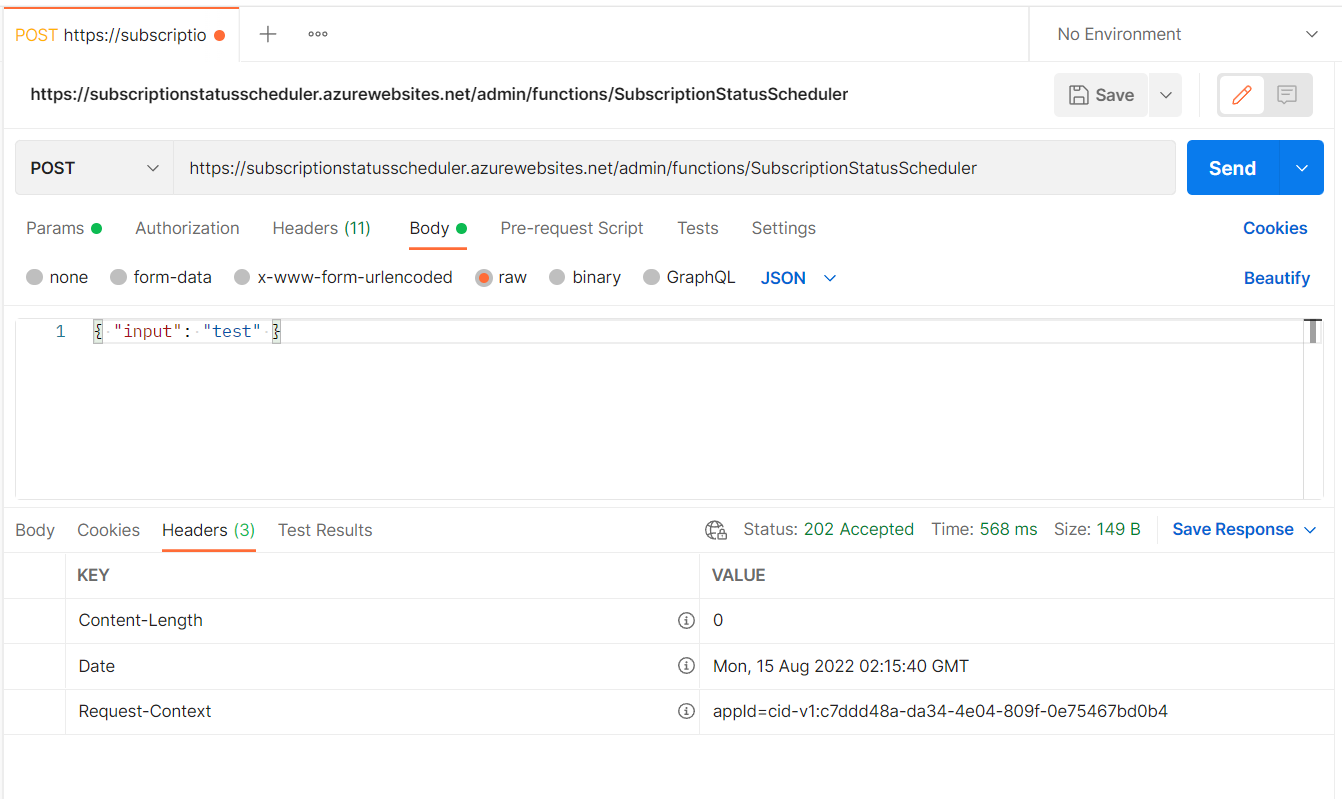 POST https://subscriptio No Environment
https://subscriptionstatusscheduler.azurewebsites.net/admin/functions/SubscriptionStatusScheduler Save
POST https://subscriptionstatusscheduler.azurewebsites.net/admin/functions/SubscriptionStatusScheduler Send
Params Authorization Headers (11) Body Pre-request Script Tests Settings Cookies
none form-data x-www-form-urlencoded raw binary GraphQL JSON Beautify
1 { "input": "test" }
Body Cookies Headers (3) Test Results Status: 202 Accepted Time: 568 ms Size: 149 B Save Response
KEY VALUE
Content-Length 0
Date Mon, 15 Aug 2022 02:15:40 GMT
Request-Context appId=cid-v1:c7ddd48a-da34-4e04-809f-0e75467bd0b4